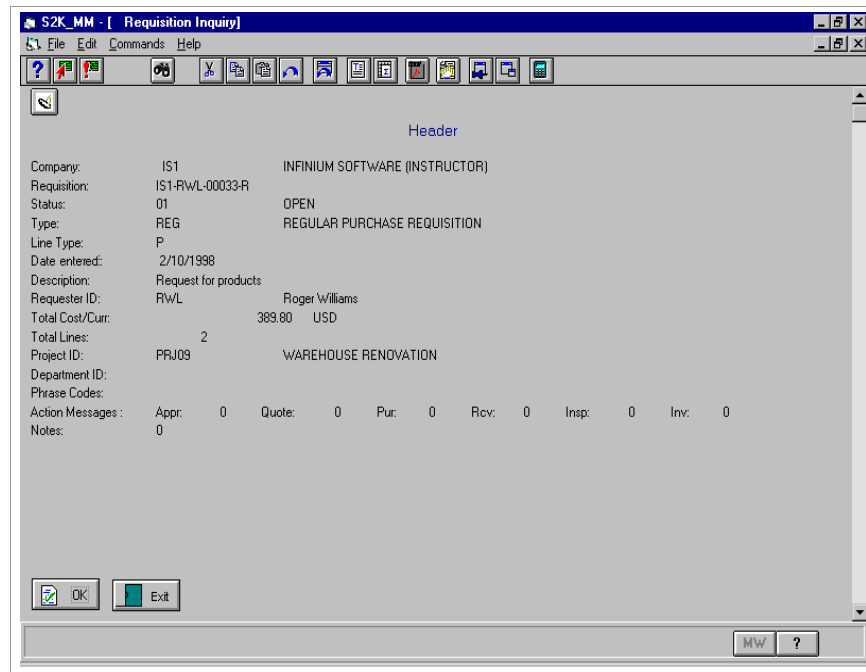 S2K_MM - [ Requisition Inquiry]
File Edit Commands Help
Header
Company: IS1 INFINIUM SOFTWARE (INSTRUCTOR)
Requisition: IS1-RWL-00033-R
Status: 01 OPEN
Type: REG REGULAR PURCHASE REQUISITION
Line Type: P
Date entered: 2/10/1998
Description: Request for products
Requester ID: RWL Roger Williams
Total Cost/Curr: 389.80 USD
Total Lines: 2
Project ID: PRJ09 WAREHOUSE RENOVATION
Department ID:
Phrase Codes:
Action Messages : Appr: 0 Quote: 0 Pur: 0 Rcv: 0 Insp: 0 Inv: 0
Notes: 0
OK Exit
MW ?